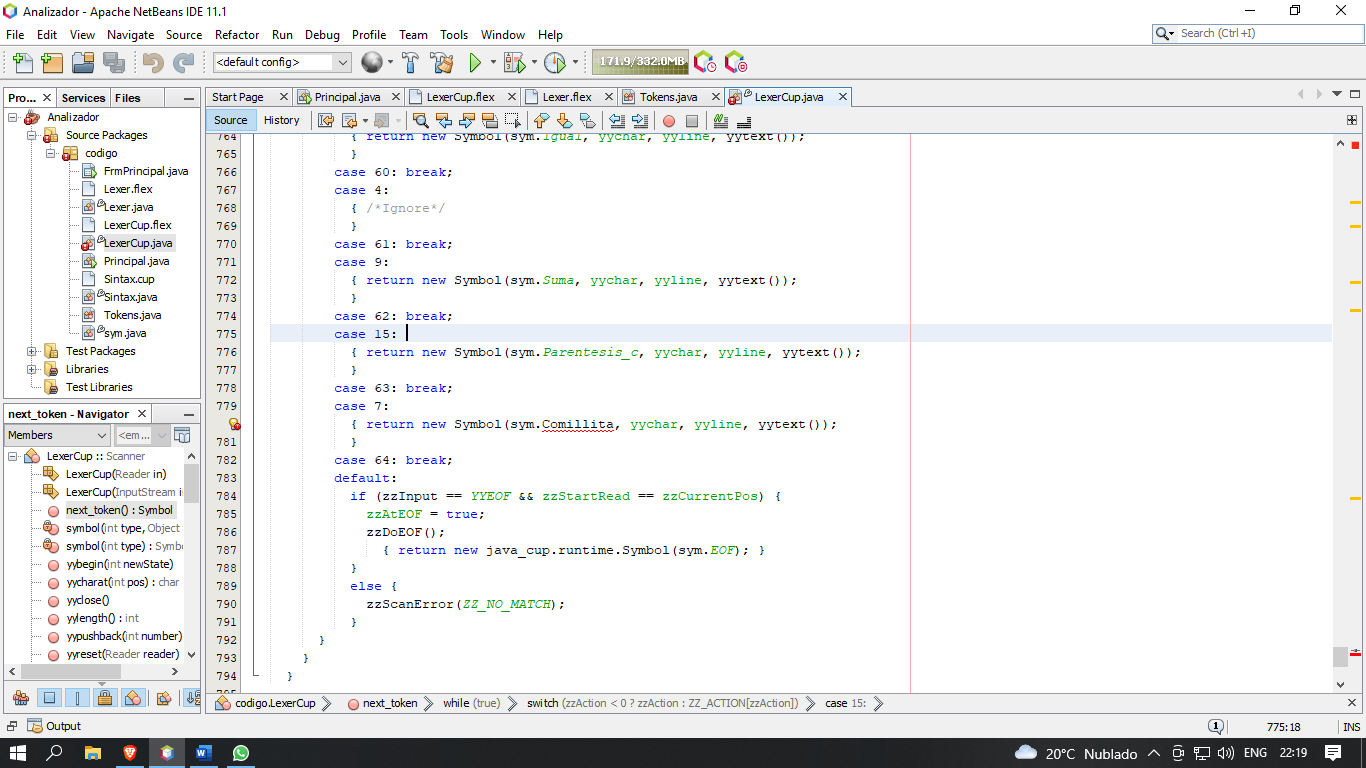 Analizador - Apache NetBeans IDE 11.1
File Edit View Navigate Source Refactor Run Debug Profile Team Tools Window Help
Search (Ctrl+I)
<default config>
171.9/332.0MB
Pro... Services Files
Analizador
Source Packages
codigo
FrmPrincipal.java
Lexer.flex
Lexer.java
LexerCup.flex
LexerCup.java
Principal.java
Sintax.cup
Sintax.java
Tokens.java
sym.java
Test Packages
Libraries
Test Libraries
next_token - Navigator
Members
<em...
LexerCup :: Scanner
LexerCup(Reader in)
LexerCup(InputStream i
next_token() : Symbol
symbol(int type, Object
symbol(int type) : Symb
yybegin(int newState)
yycharat(int pos) : char
yyclose()
yylength() : int
yypushback(int number)
yyreset(Reader reader)
Start Page Principal.java LexerCup.flex Lexer.flex Tokens.java LexerCup.java
Source History
764 { return new Symbol(sym.Igual, yychar, yyline, yytext());
765 }
766 case 60: break;
767 case 4:
768 { /*Ignore*/
769 }
770 case 61: break;
771 case 9:
772 { return new Symbol(sym.Suma, yychar, yyline, yytext());
773 }
774 case 62: break;
775 case 15:
776 { return new Symbol(sym.Parentesis_c, yychar, yyline, yytext());
777 }
778 case 63: break;
779 case 7:
{ return new Symbol(sym.Comillita, yychar, yyline, yytext());
781 }
782 case 64: break;
783 default:
784 if (zzInput == YYEOF && zzStartRead == zzCurrentPos) {
785 zzAtEOF = true;
786 zzDoEOF();
787 { return new java_cup.runtime.Symbol(sym.EOF); }
788 }
789 else {
790 zzScanError(ZZ_NO_MATCH);
791 }
792 }
793 }
794 }
codigo.LexerCup next_token while (true) switch (zzAction < 0 ? zzAction : ZZ_ACTION[zzAction]) case 15:
Output
1
775:18 INS
20°C Nublado ENG 22:19